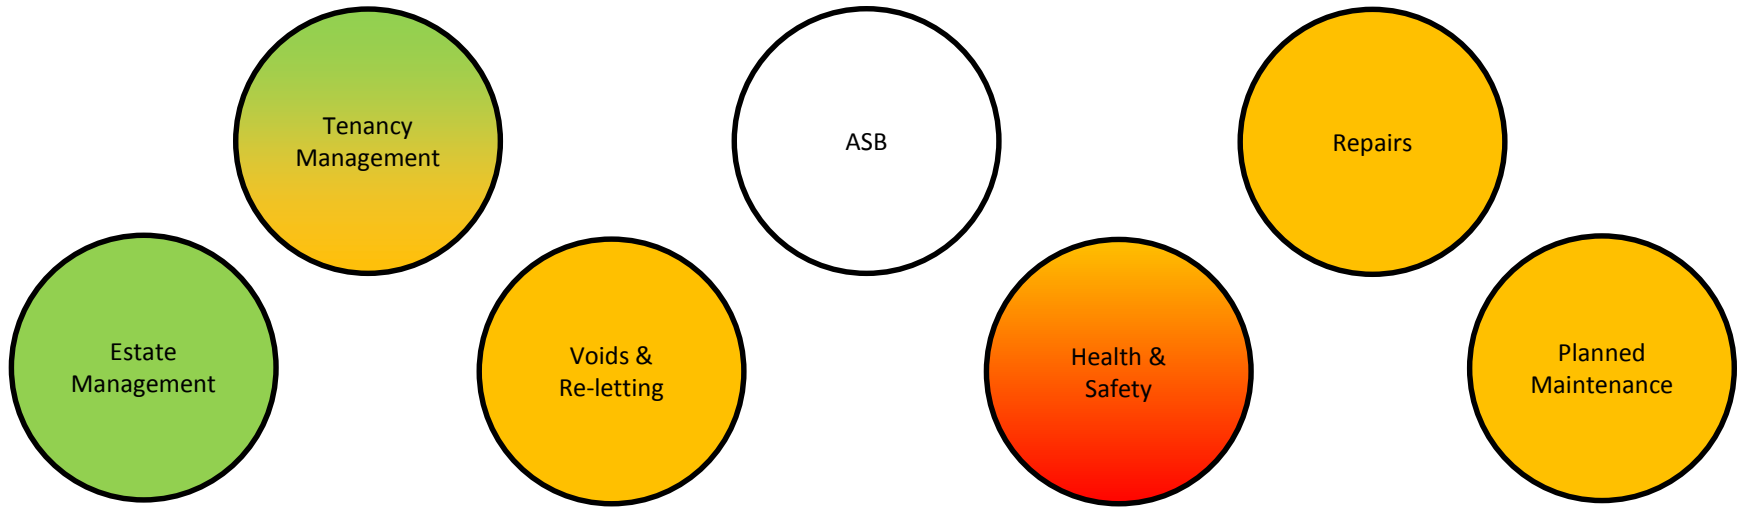 Tenancy
Management
ASB
Repairs
Estate
Management
Voids &
Re-letting
Health &
Safety
Planned
Maintenance